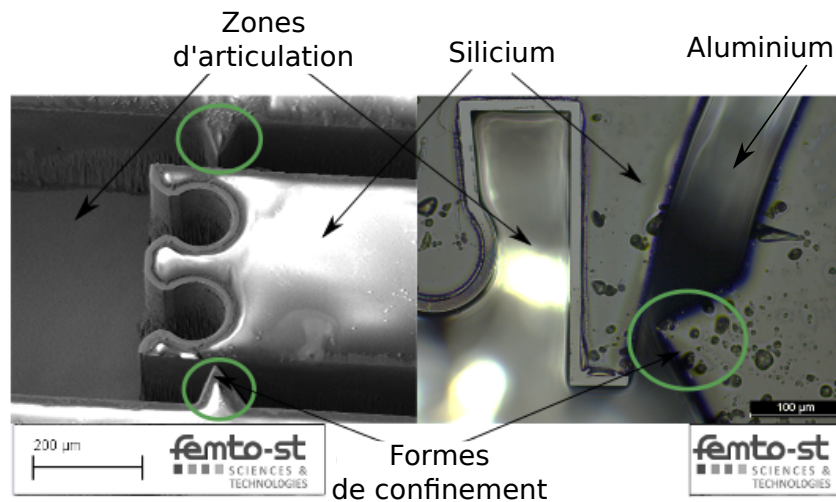 Zones
d'articulation
Silicium
Aluminium
200 µm
femto-st
SCIENCES &
TECHNOLOGIES
Formes
de confinement
100 µm
femto-st
SCIENCES &
TECHNOLOGIES